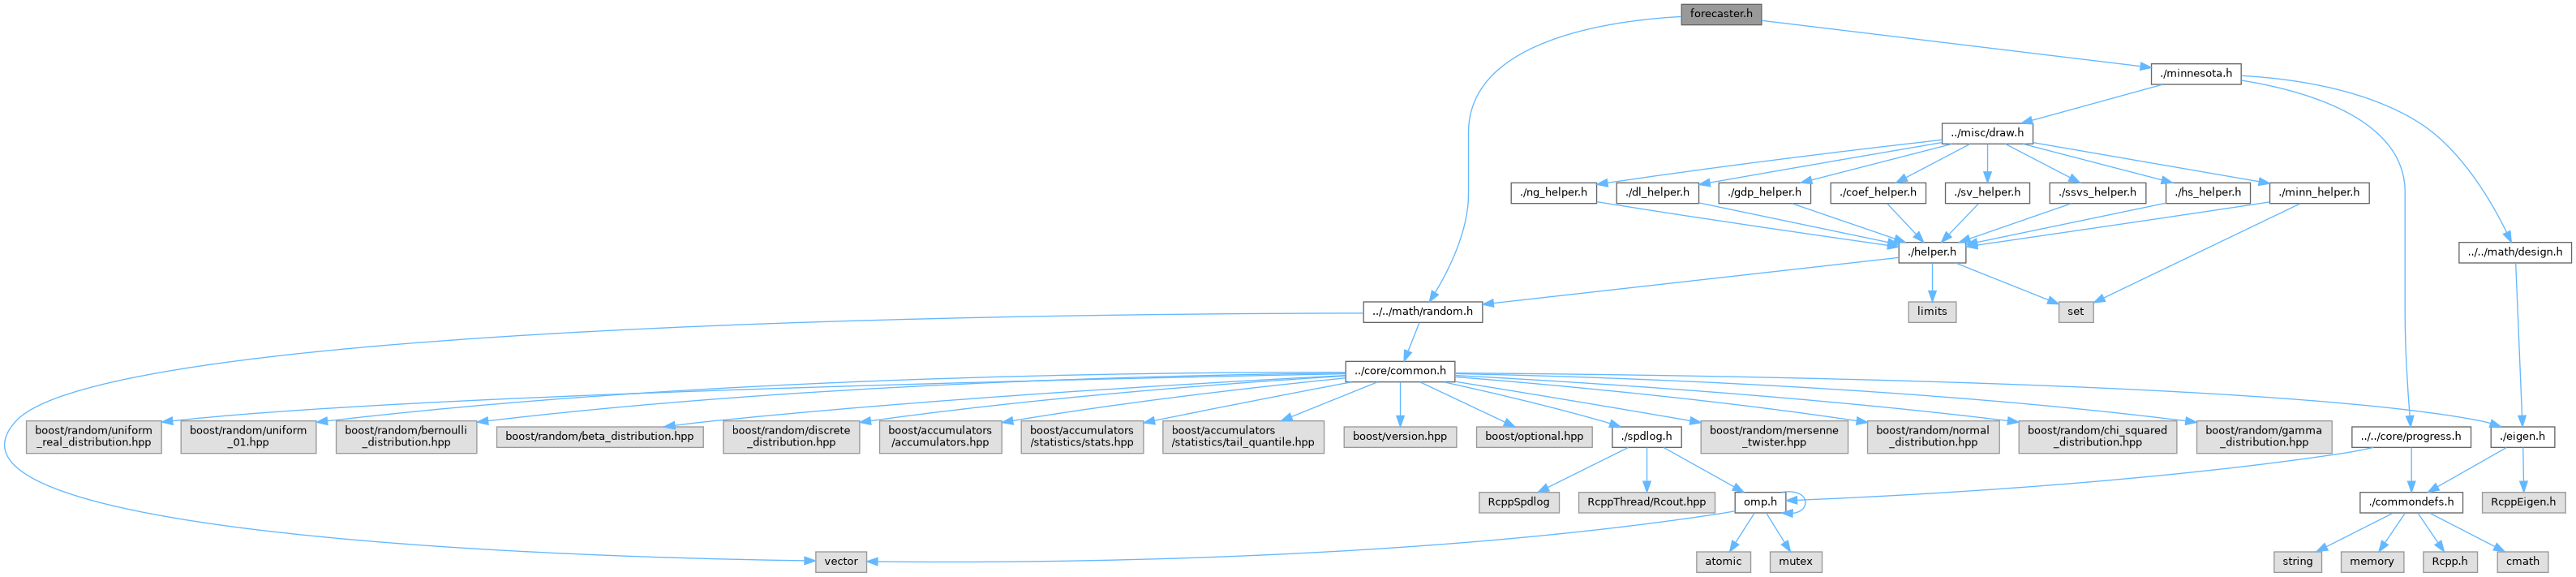 forecaster.h
./minnesota.h
../misc/draw.h
./ng_helper.h
./dl_helper.h
./gdp_helper.h
./coef_helper.h
./sv_helper.h
./ssvs_helper.h
./hs_helper.h
./minn_helper.h
./helper.h
../../math/design.h
../../math/random.h
limits
set
../core/common.h
boost/random/uniform
_real_distribution.hpp
boost/random/uniform
_01.hpp
boost/random/bernoulli
_distribution.hpp
boost/random/beta_distribution.hpp
boost/random/discrete
_distribution.hpp
boost/accumulators
/accumulators.hpp
boost/accumulators
/statistics/stats.hpp
boost/accumulators
/statistics/tail_quantile.hpp
boost/version.hpp
boost/optional.hpp
./spdlog.h
boost/random/mersenne
_twister.hpp
boost/random/normal
_distribution.hpp
boost/random/chi_squared
_distribution.hpp
boost/random/gamma
_distribution.hpp
../../core/progress.h
./eigen.h
RcppSpdlog
RcppThread/Rcout.hpp
omp.h
./commondefs.h
RcppEigen.h
vector
atomic
mutex
string
memory
Rcpp.h
cmath